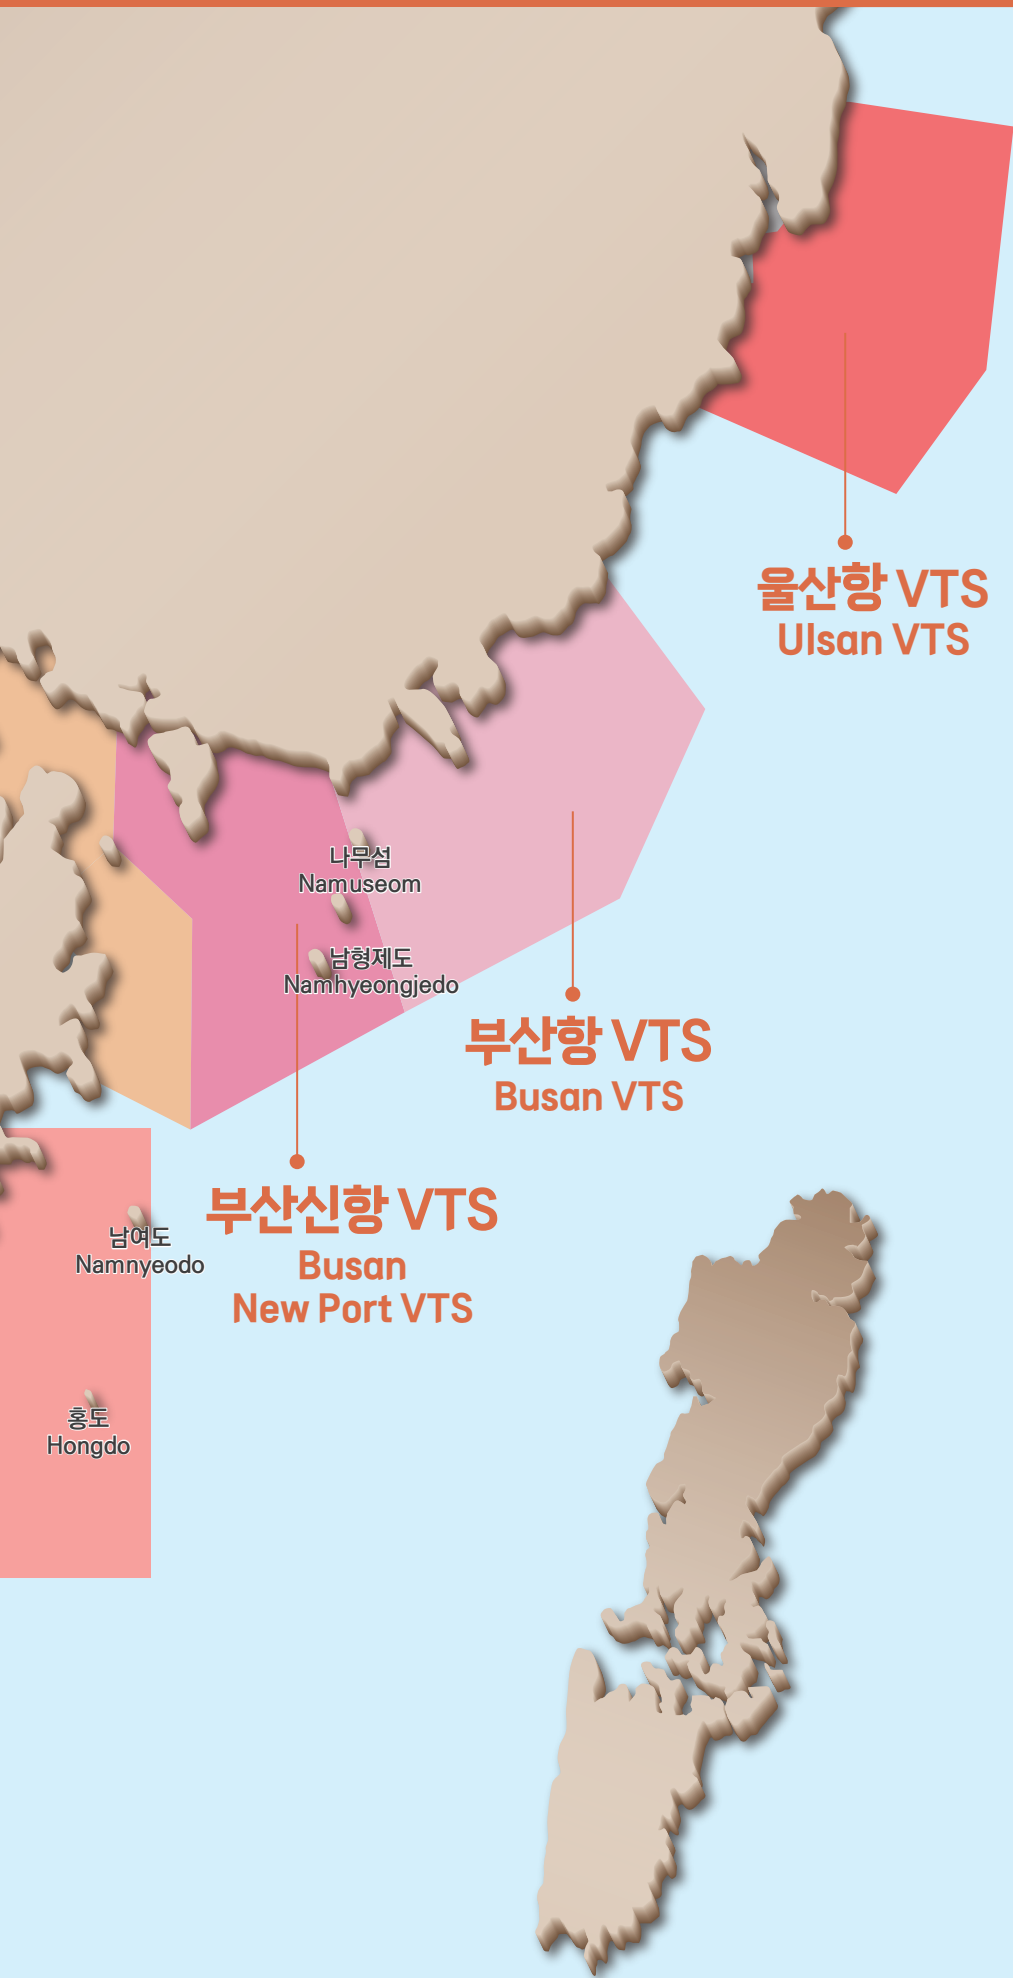 울산항 VTS
Ulsan VTS
나무섬
Namuseom
남형제도
Namhyeongjedo
부산항 VTS
Busan VTS
부산신항 VTS
Busan
New Port VTS
남여도
Namnyeodo
홍도
Hongdo